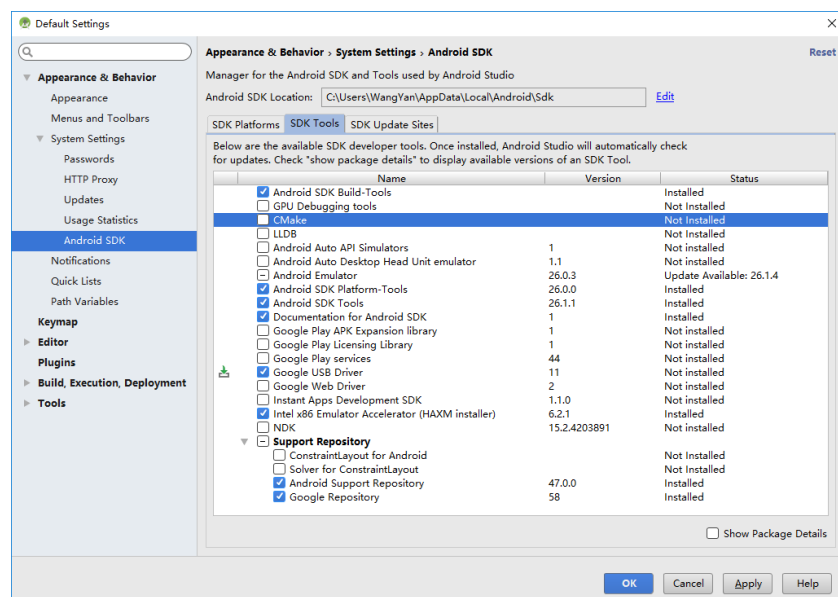 Default Settings
Appearance & Behavior
Appearance
Menus and Toolbars
System Settings
Passwords
HTTP Proxy
Updates
Usage Statistics
Android SDK
Notifications
Quick Lists
Path Variables
Keymap
Editor
Plugins
Build, Execution, Deployment
Tools
Appearance & Behavior › System Settings › Android SDK
Reset
Manager for the Android SDK and Tools used by Android Studio
Android SDK Location: C:\Users\WangYan\AppData\Local\Android\Sdk Edit
SDK Platforms SDK Tools SDK Update Sites
Below are the available SDK developer tools. Once installed, Android Studio will automatically check
for updates. Check "show package details" to display available versions of an SDK Tool.
Name Version Status
Android SDK Build-Tools Installed
GPU Debugging tools Not Installed
CMake Not Installed
LLDB Not Installed
Android Auto API Simulators 1 Not installed
Android Auto Desktop Head Unit emulator 1.1 Not installed
Android Emulator 26.0.3 Update Available: 26.1.4
Android SDK Platform-Tools 26.0.0 Installed
Android SDK Tools 26.1.1 Installed
Documentation for Android SDK 1 Installed
Google Play APK Expansion library 1 Not installed
Google Play Licensing Library 1 Not installed
Google Play services 44 Not installed
Google USB Driver 11 Not installed
Google Web Driver 2 Not installed
Instant Apps Development SDK 1.1.0 Not installed
Intel x86 Emulator Accelerator (HAXM installer) 6.2.1 Installed
NDK 15.2.4203891 Not installed
Support Repository
ConstraintLayout for Android Not Installed
Solver for ConstraintLayout Not Installed
Android Support Repository 47.0.0 Installed
Google Repository 58 Installed
Show Package Details
OK Cancel Apply Help